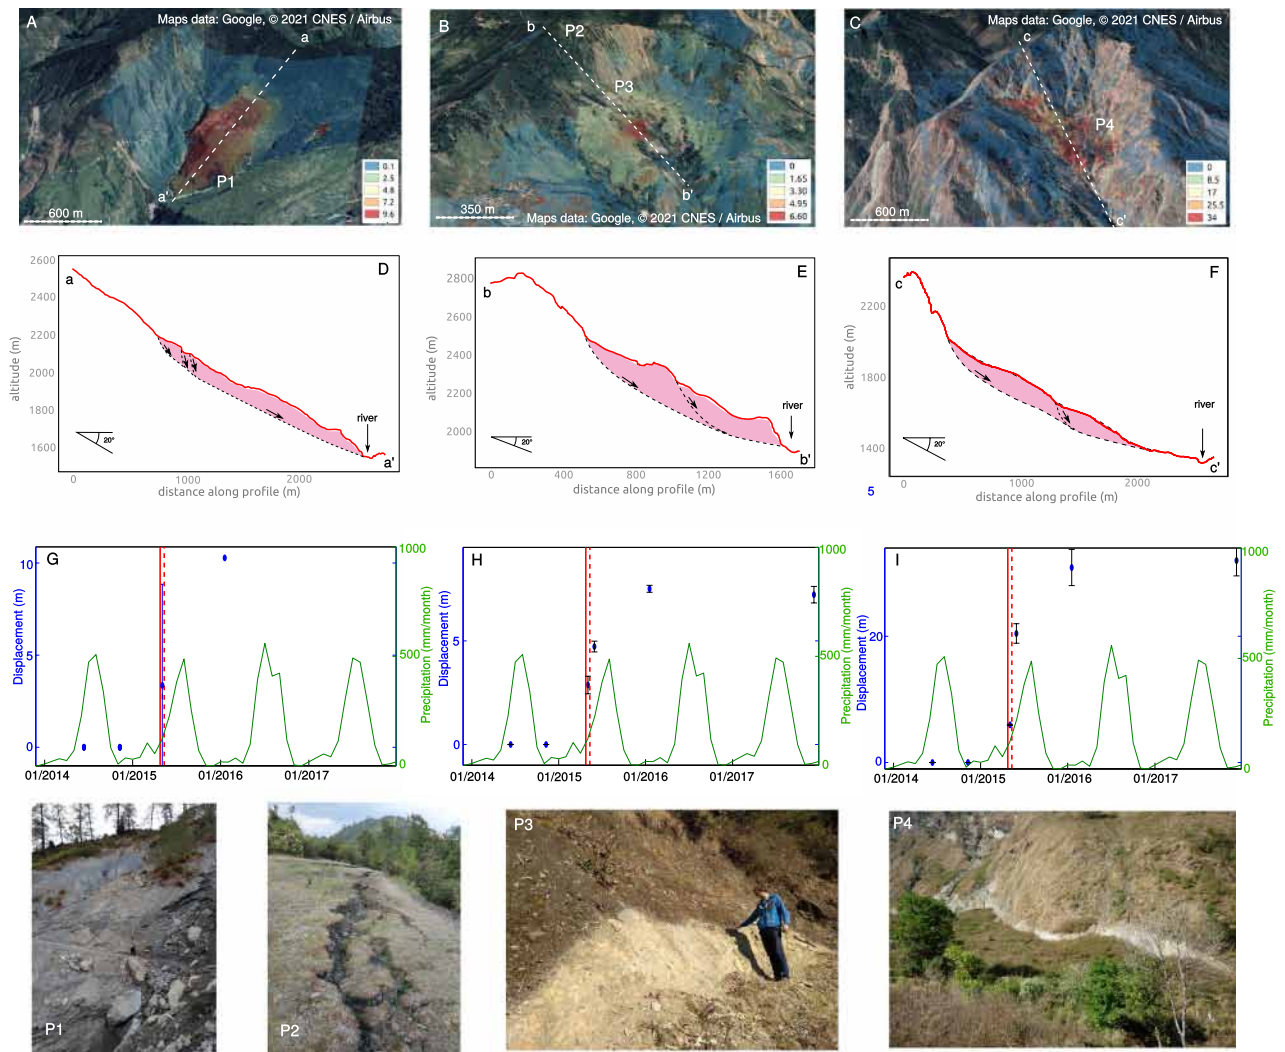 A
Maps data: Google, © 2021 CNES / Airbus
a
P1
a'
600 m
0.1
2.5
4.8
7.2
9.6
B
Maps data: Google, © 2021 CNES / Airbus
b
P2
P3
b'
350 m
Maps data: Google, © 2021 CNES / Airbus
0
1.65
3.30
4.95
6.60
C
Maps data: Google, © 2021 CNES / Airbus
c
P4
c'
600 m
0
8.5
17
25.5
34
D
a
2600
2400
2200
2000
1800
1600
altitude (m)
20°
river
a'
0 1000 2000
distance along profile (m)
E
b
2800
2600
2400
2200
2000
altitude (m)
20°
river
b'
0 400 800 1200 1600
distance along profile (m)
F
c
2200
1800
1400
altitude (m)
20°
river
c'
0 1000 2000
distance along profile (m)
5
G
10
5
0
Displacement (m)
1000
500
0
Precipitation (mm/month)
01/2014 01/2015 01/2016 01/2017
H
5
0
Displacement (m)
1000
500
0
Precipitation (mm/month)
01/2014 01/2015 01/2016 01/2017
I
20
0
Displacement (m)
1000
500
0
Precipitation (mm/month)
01/2014 01/2015 01/2016 01/2017
P1
P2
P3
P4